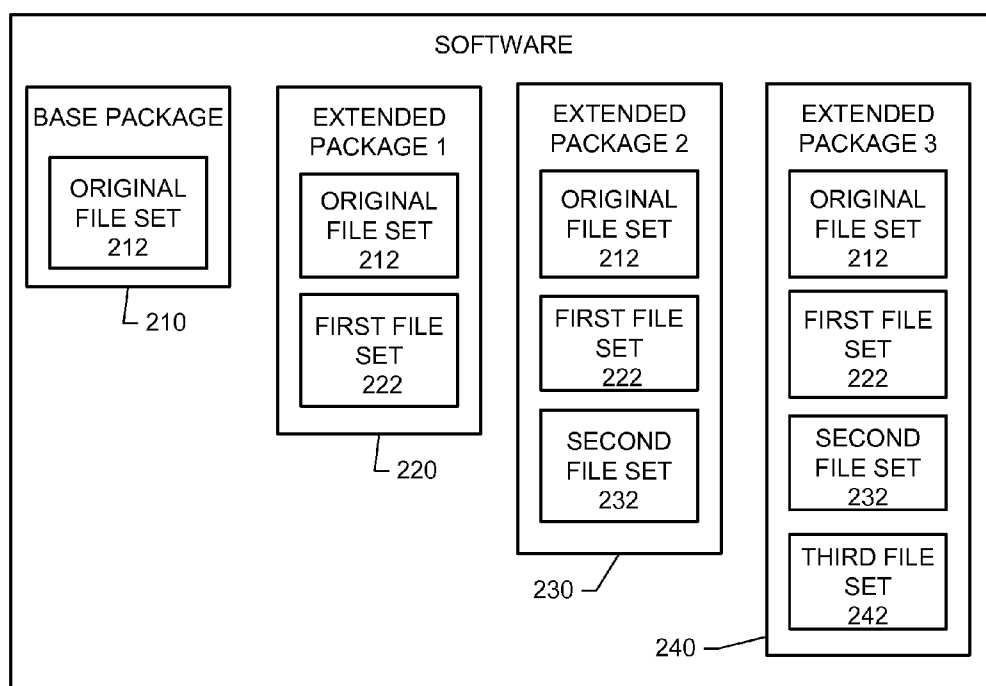 SOFTWARE
BASE PACKAGE
ORIGINAL
FILE SET
212
210
EXTENDED
PACKAGE 1
ORIGINAL
FILE SET
212
FIRST FILE
SET
222
220
EXTENDED
PACKAGE 2
ORIGINAL
FILE SET
212
FIRST FILE
SET
222
SECOND
FILE SET
232
230
EXTENDED
PACKAGE 3
ORIGINAL
FILE SET
212
FIRST FILE
SET
222
SECOND
FILE SET
232
THIRD FILE
SET
242
240